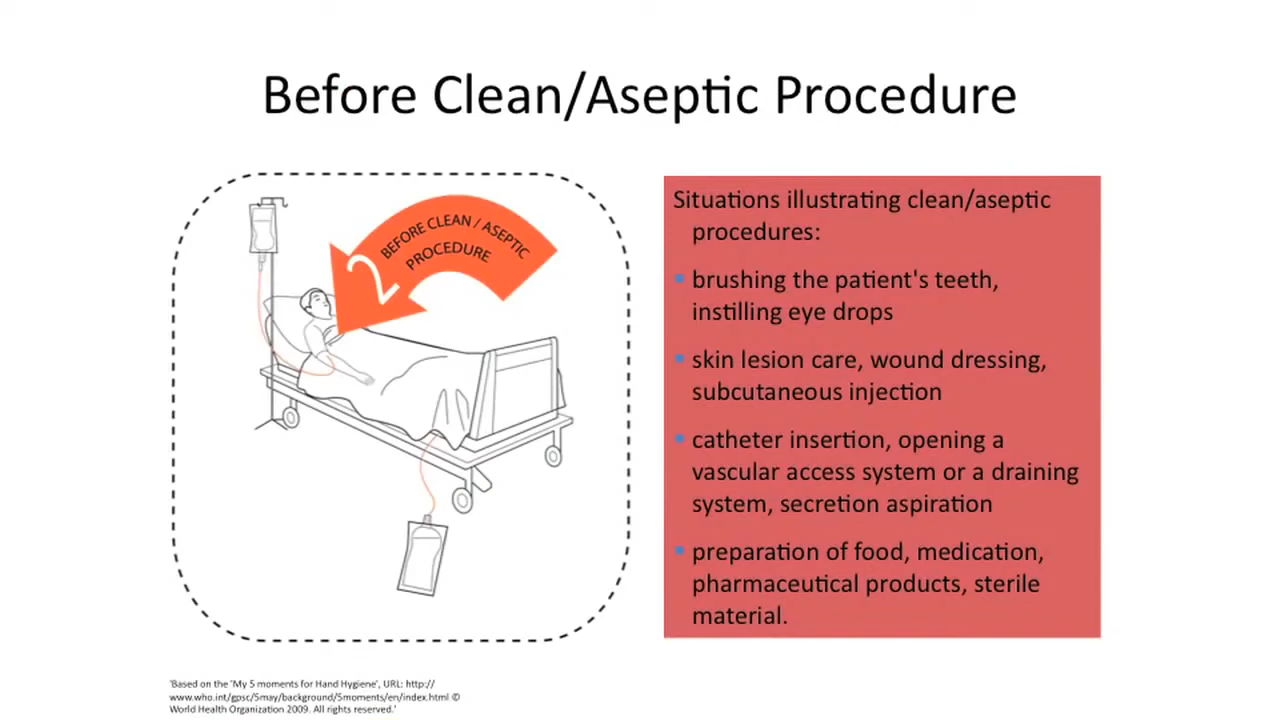 Before Clean/Aseptic Procedure
BEFORE CLEAN / ASEPTIC
PROCEDURE
2
Situations illustrating clean/aseptic
procedures:
brushing the patient's teeth,
instilling eye drops
skin lesion care, wound dressing,
subcutaneous injection
catheter insertion, opening a
vascular access system or a draining
system, secretion aspiration
preparation of food, medication,
pharmaceutical products, sterile
material.
'Based on the 'My 5 moments for Hand Hygiene', URL: http://
www.who.int/gpsc/5may/background/5moments/en/index.html ©
World Health Organization 2009. All rights reserved.'